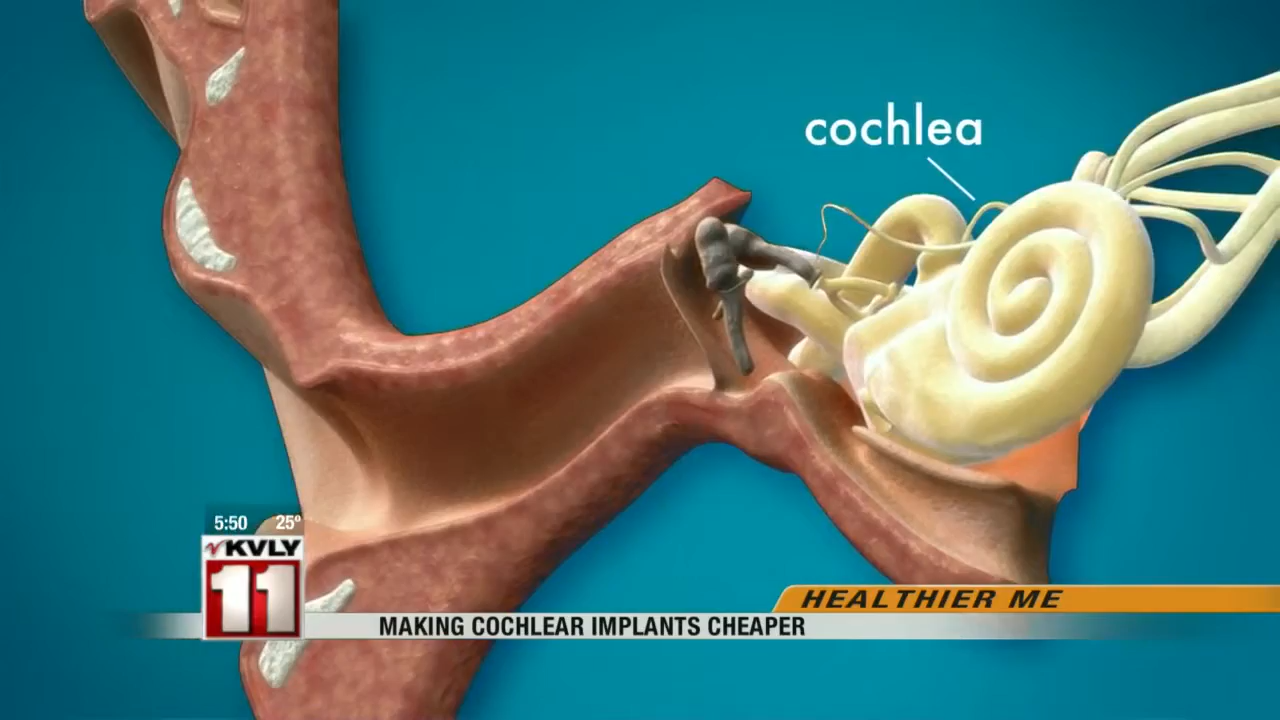 cochlea
5:50 25°
KVLY
11
HEALTHIER ME
MAKING COCHLEAR IMPLANTS CHEAPER